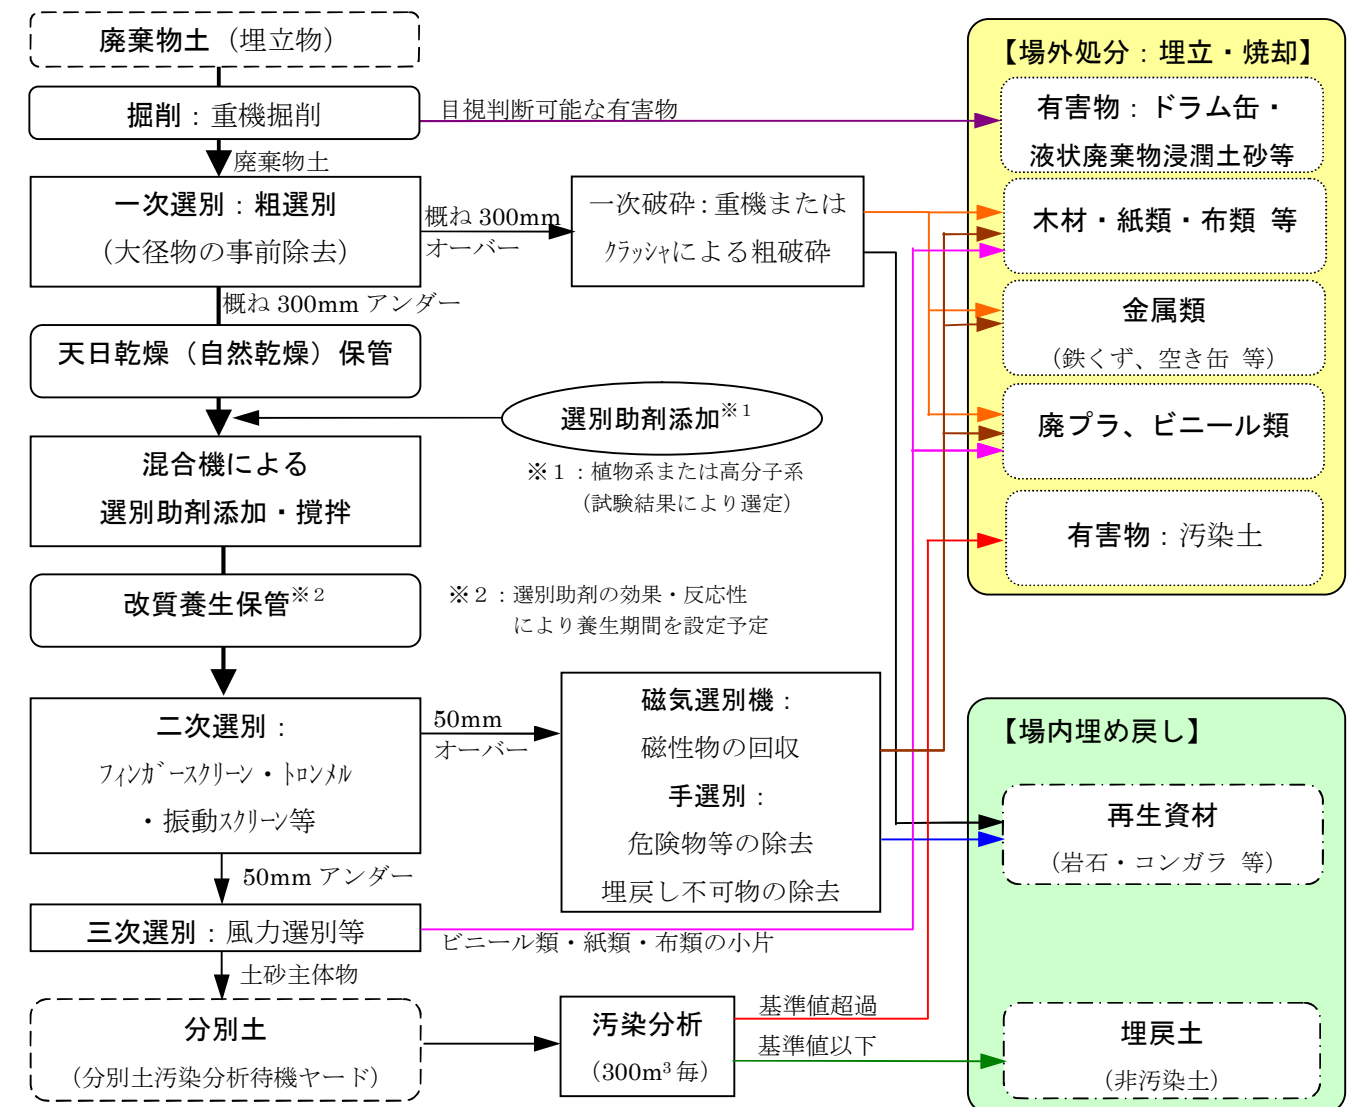 廃棄物土（埋立物）
掘削：重機掘削
目視判断可能な有害物
廃棄物土
一次選別：粗選別
（大径物の事前除去）
概ね 300mm
オーバー
一次破砕：重機または
ｸﾗｯｼｬによる粗破砕
概ね 300mm アンダー
天日乾燥（自然乾燥）保管
選別助剤添加※1
※１：植物系または高分子系
（試験結果により選定）
混合機による
選別助剤添加・撹拌
改質養生保管※2
※２：選別助剤の効果・反応性
により養生期間を設定予定
二次選別：
ﾌｨﾝｶﾞｰｽｸﾘｰﾝ・ﾄﾛﾝﾒﾙ
・振動ｽｸﾘｰﾝ等
50mm
オーバー
磁気選別機：
磁性物の回収
手選別：
危険物等の除去
埋戻し不可物の除去
50mm アンダー
三次選別：風力選別等
ビニール類・紙類・布類の小片
土砂主体物
分別土
（分別土汚染分析待機ヤード）
汚染分析
（300m³ 毎）
基準値超過
基準値以下
【場外処分：埋立・焼却】
有害物：ドラム缶・
液状廃棄物浸潤土砂等
木材・紙類・布類 等
金属類
（鉄くず、空き缶 等）
廃プラ、ビニール類
有害物：汚染土
【場内埋め戻し】
再生資材
（岩石・コンガラ 等）
埋戻土
（非汚染土）